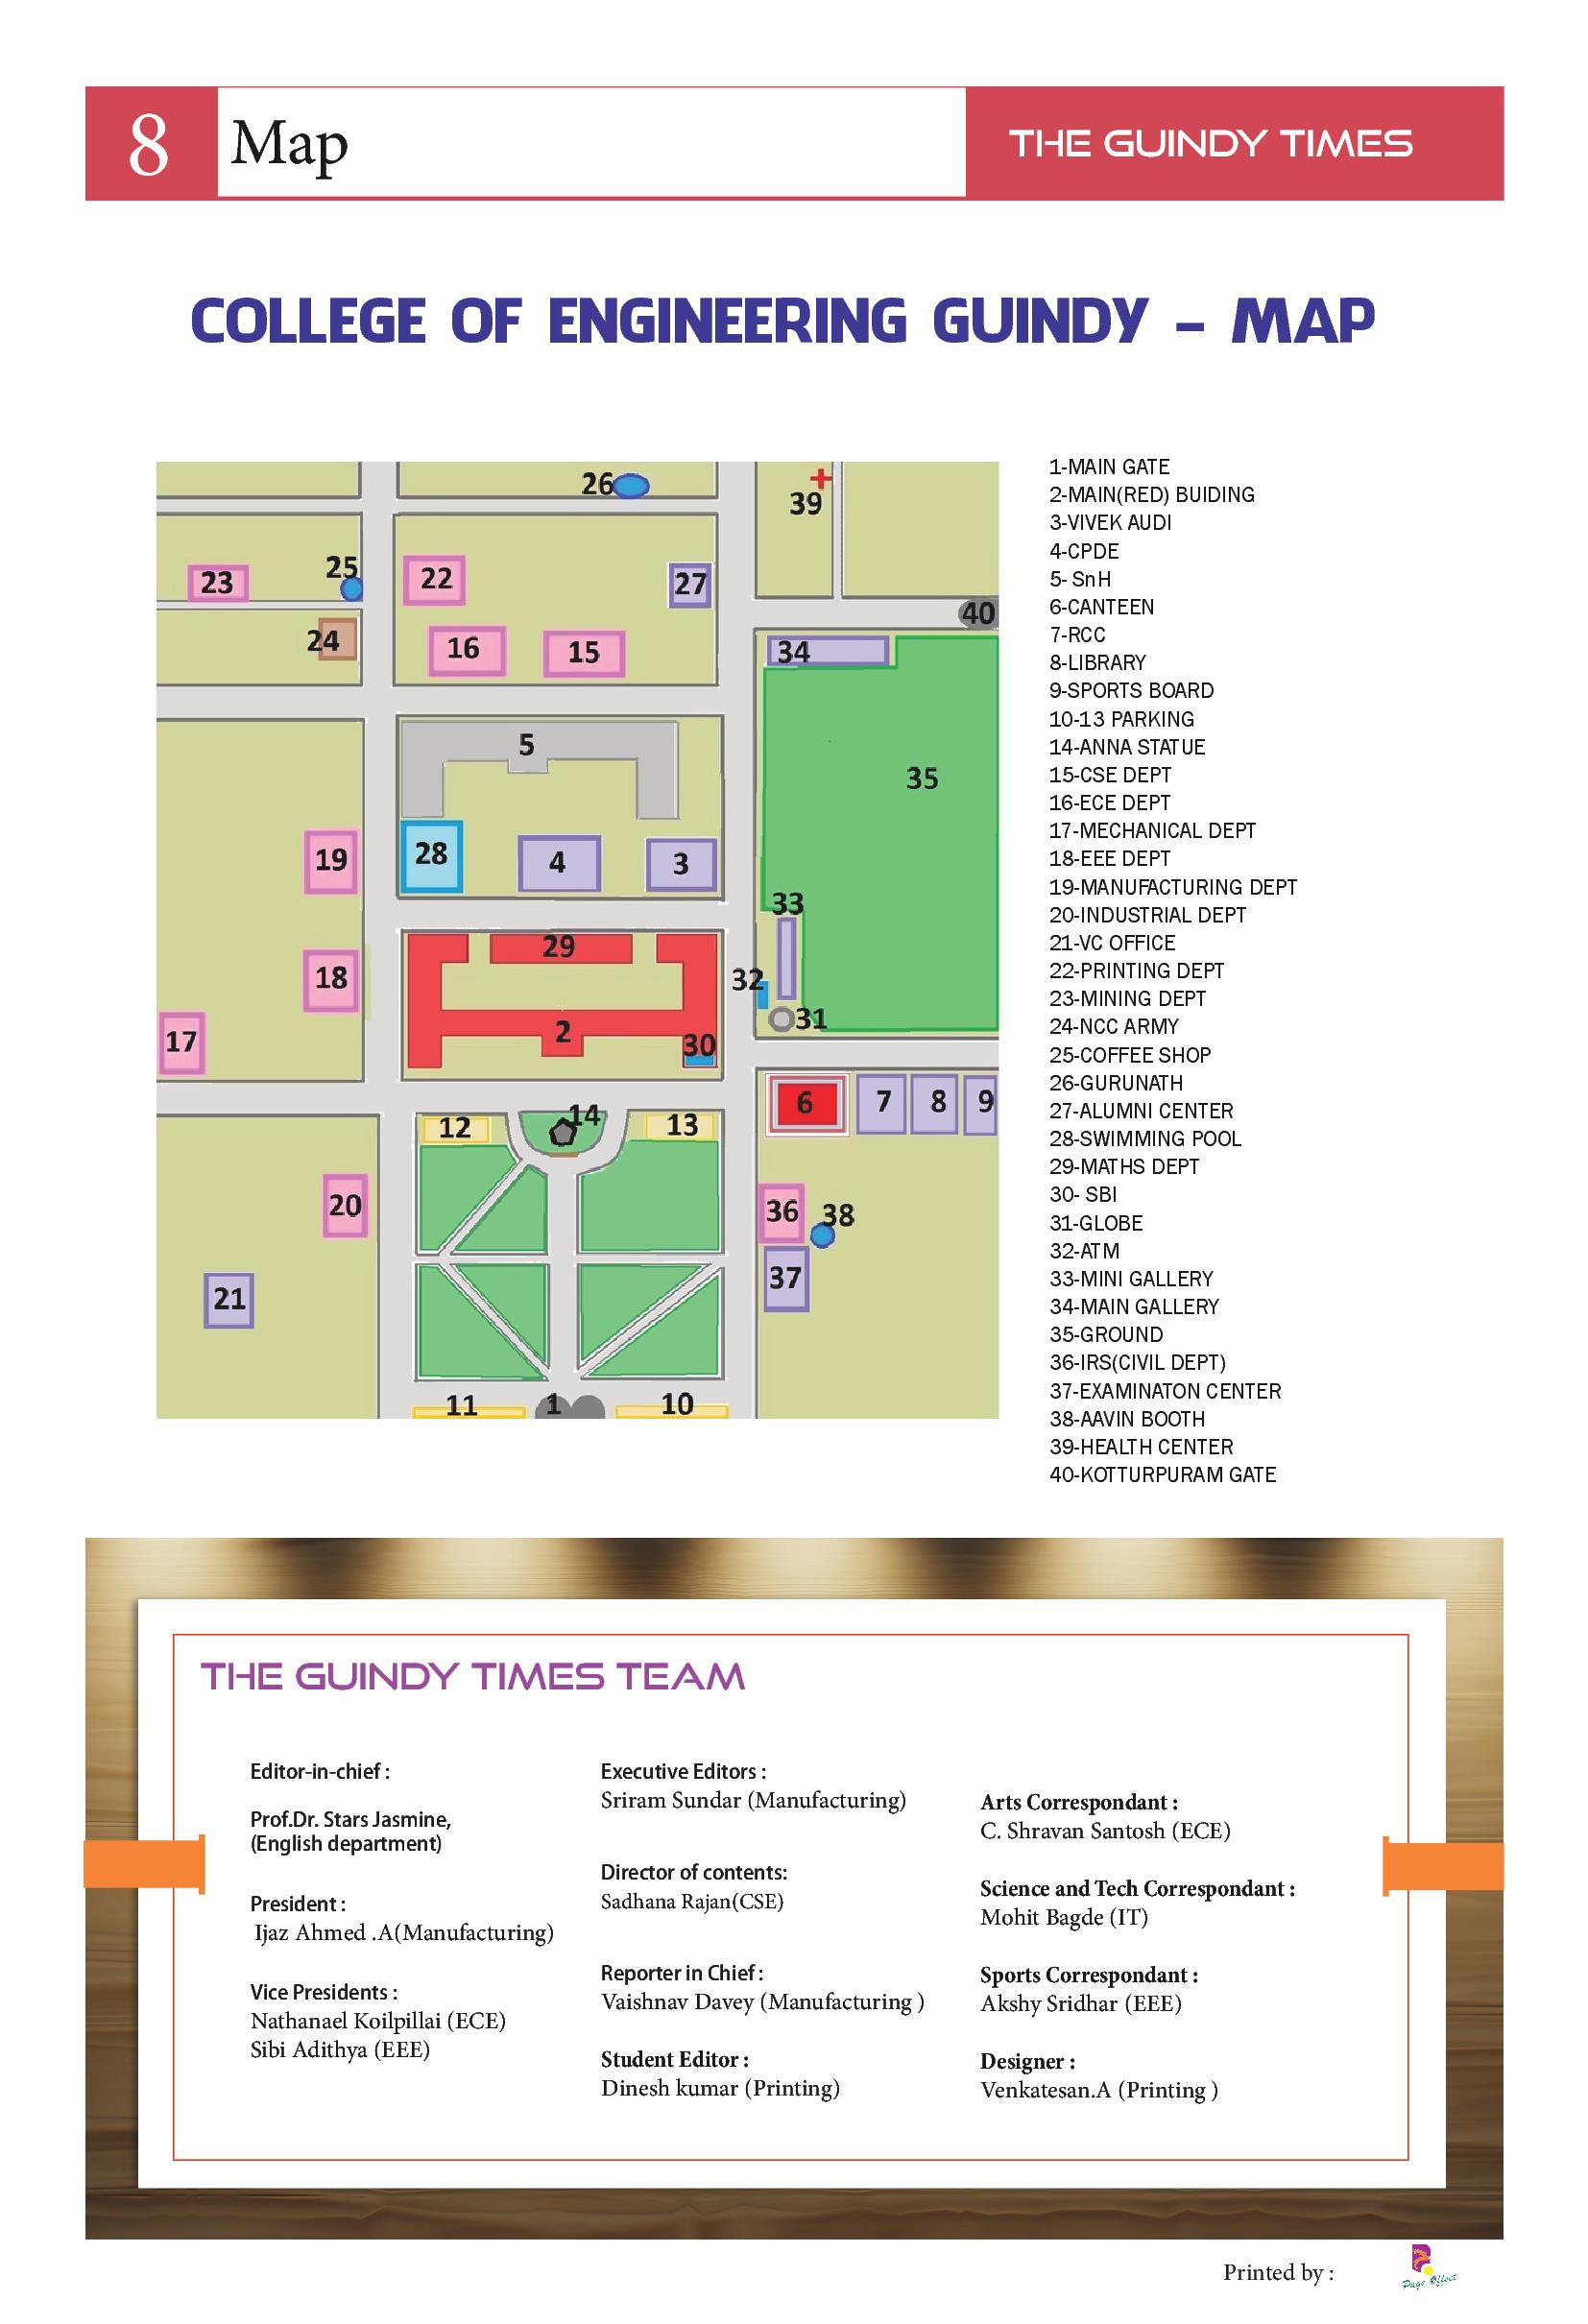 8
Map
THE GUINDY TIMES
COLLEGE OF ENGINEERING GUINDY - MAP
26
39
23
25
22
27
24
16
15
40
34
5
35
19
28
4
3
33
29
18
32
17
2
30
31
12
14
13
6
7
8
9
20
36
38
21
37
11
1
10
1-MAIN GATE
2-MAIN(RED) BUIDING
3-VIVEK AUDI
4-CPDE
5- SnH
6-CANTEEN
7-RCC
8-LIBRARY
9-SPORTS BOARD
10-13 PARKING
14-ANNA STATUE
15-CSE DEPT
16-ECE DEPT
17-MECHANICAL DEPT
18-EEE DEPT
19-MANUFACTURING DEPT
20-INDUSTRIAL DEPT
21-VC OFFICE
22-PRINTING DEPT
23-MINING DEPT
24-NCC ARMY
25-COFFEE SHOP
26-GURUNATH
27-ALUMNI CENTER
28-SWIMMING POOL
29-MATHS DEPT
30- SBI
31-GLOBE
32-ATM
33-MINI GALLERY
34-MAIN GALLERY
35-GROUND
36-IRS(CIVIL DEPT)
37-EXAMINATON CENTER
38-AAVIN BOOTH
39-HEALTH CENTER
40-KOTTURPURAM GATE
THE GUINDY TIMES TEAM
Editor-in-chief :
Prof.Dr. Stars Jasmine,
(English department)
President :
Ijaz Ahmed .A(Manufacturing)
Vice Presidents :
Nathanael Koilpillai (ECE)
Sibi Adithya (EEE)
Executive Editors :
Sriram Sundar (Manufacturing)
Director of contents:
Sadhana Rajan(CSE)
Reporter in Chief :
Vaishnav Davey (Manufacturing )
Student Editor :
Dinesh kumar (Printing)
Arts Correspondant :
C. Shravan Santosh (ECE)
Science and Tech Correspondant :
Mohit Bagde (IT)
Sports Correspondant :
Akshy Sridhar (EEE)
Designer :
Venkatesan.A (Printing )
Printed by :
Page Offset